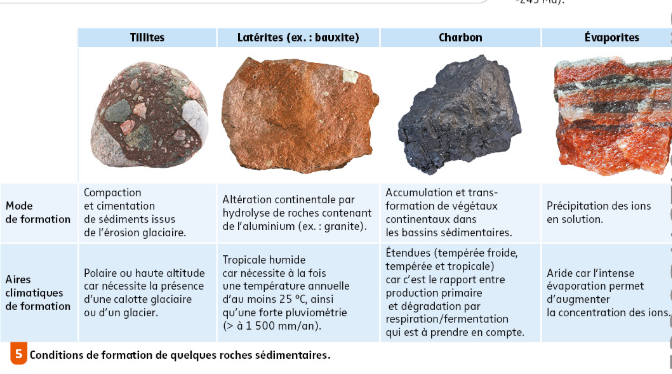 -245 Ma).
Tillites
Latérites (ex. : bauxite)
Charbon
Évaporites
Mode
de formation
Compaction
et cimentation
de sédiments issus
de l'érosion glaciaire.
Altération continentale par
hydrolyse de roches contenant
de l'aluminium (ex. : granite).
Accumulation et trans-
formation de végétaux
continentaux dans
les bassins sédimentaires.
Précipitation des ions
en solution.
Aires
climatiques
de formation
Polaire ou haute altitude
car nécessite la présence
d'une calotte glaciaire
ou d'un glacier.
Tropicale humide
car nécessite à la fois
une température annuelle
d'au moins 25 °C, ainsi
qu'une forte pluviométrie
(> à 1 500 mm/an).
Étendues (tempérée froide,
tempérée et tropicale)
car c'est le rapport entre
production primaire
et dégradation par
respiration/fermentation
qui est à prendre en compte.
Aride car l'intense
évaporation permet
d'augmenter
la concentration des ions.
5 Conditions de formation de quelques roches sédimentaires.